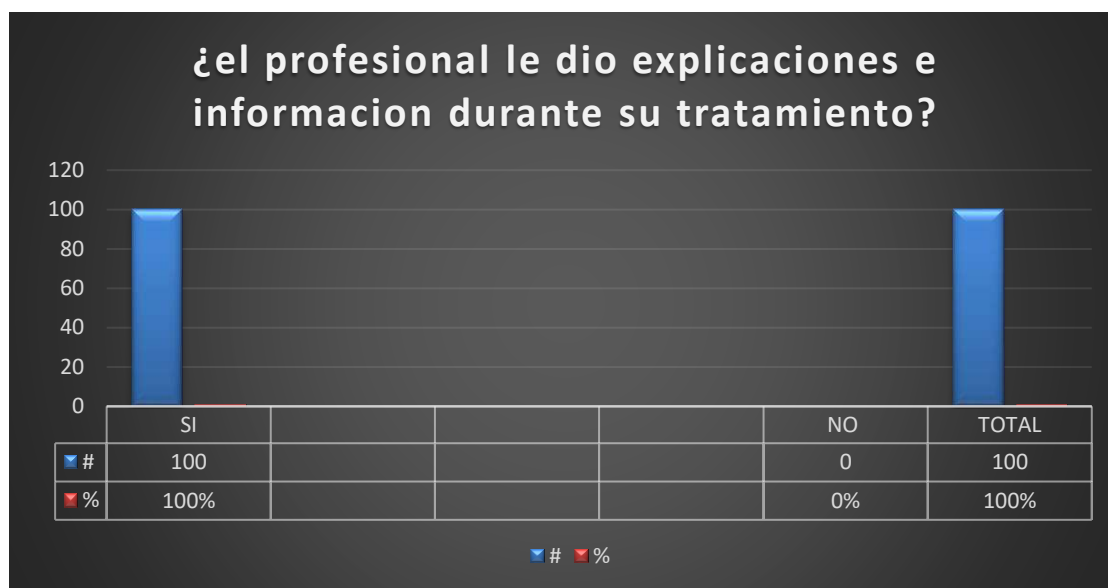 ¿el profesional le dio explicaciones e
informacion durante su tratamiento?
120
100
80
60
40
20
0
SI NO TOTAL
# 100 0 100
% 100% 0% 100%
# %